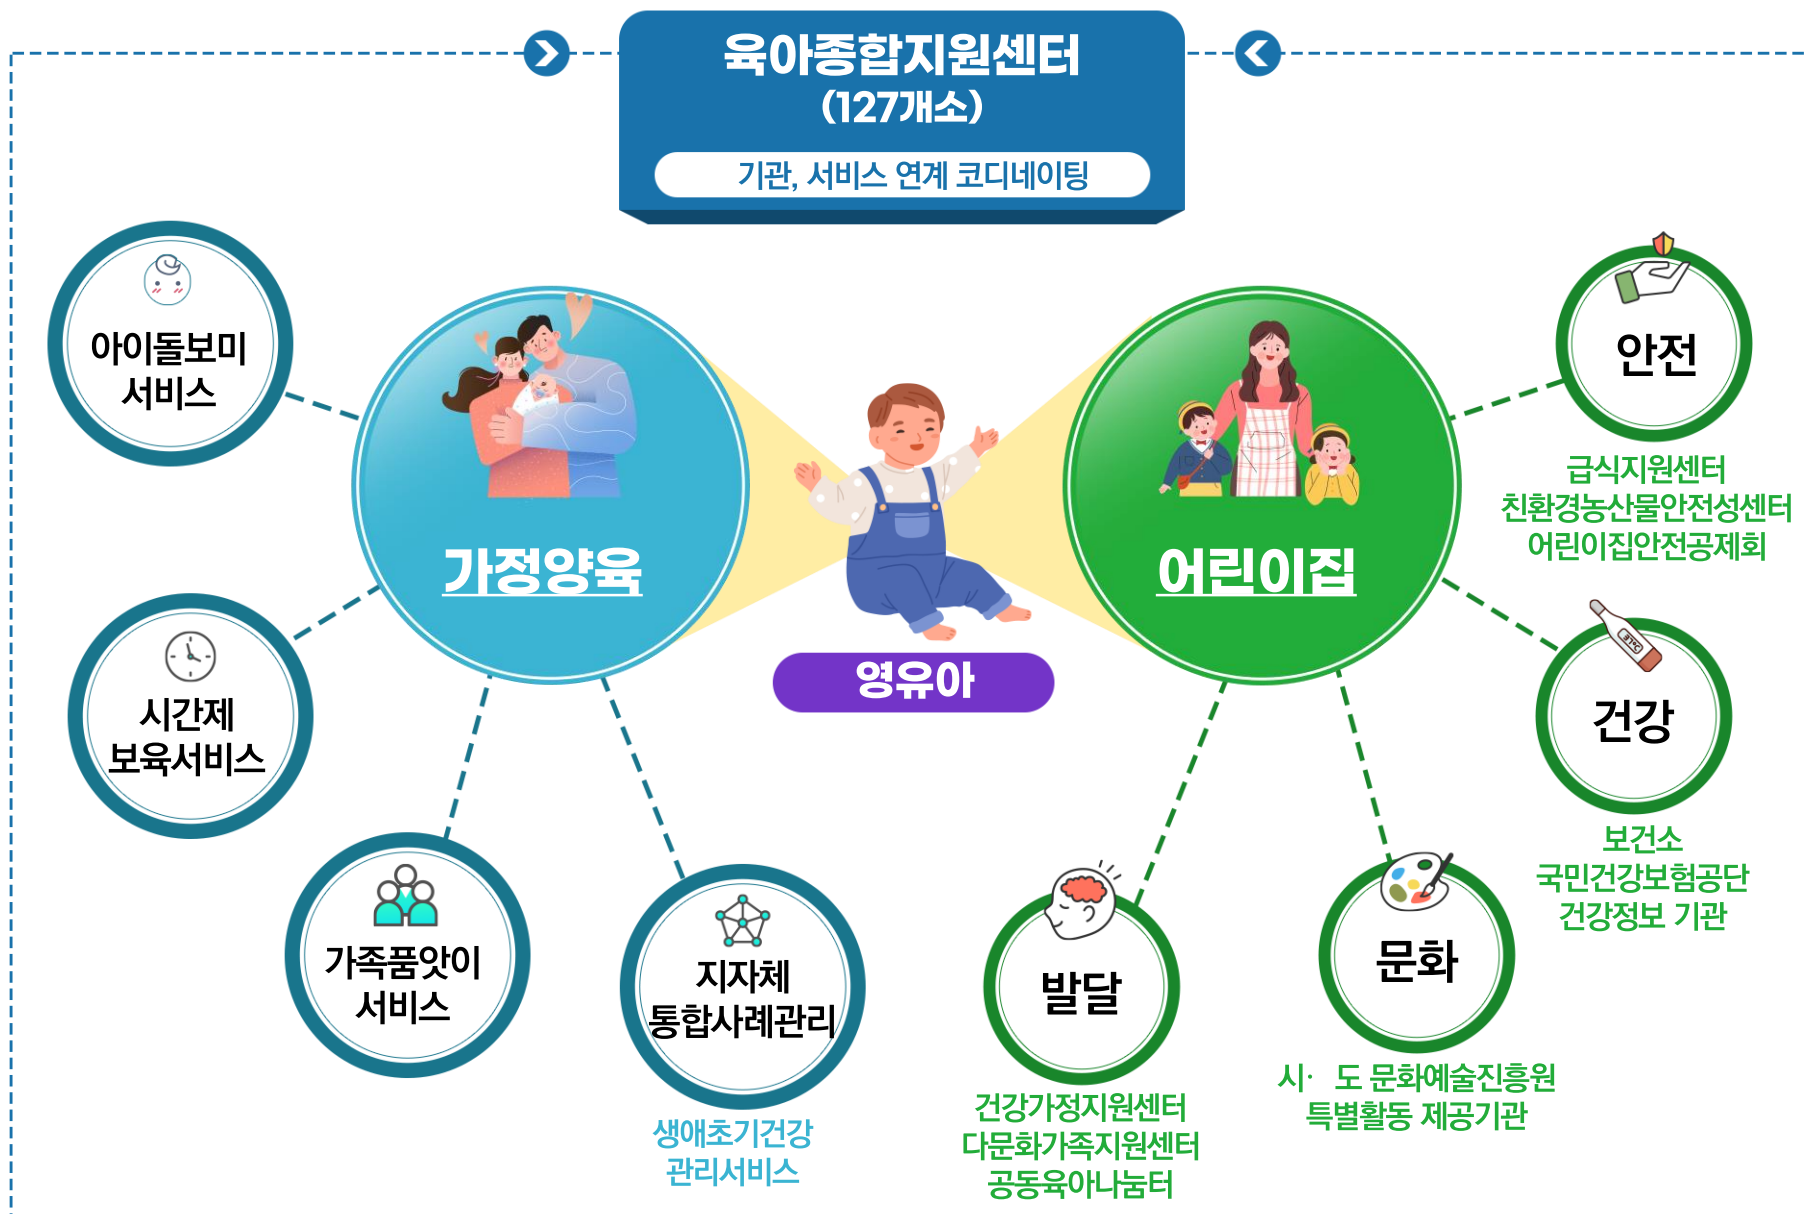 육아종합지원센터
(127개소)
기관, 서비스 연계 코디네이팅
아이돌보미
서비스
시간제
보육서비스
가족품앗이
서비스
지자체
통합사례관리
생애초기건강
관리서비스
가정양육
영유아
어린이집
안전
급식지원센터
친환경농산물안전성센터
어린이집안전공제회
건강
보건소
국민건강보험공단
건강정보 기관
문화
시· 도 문화예술진흥원
특별활동 제공기관
발달
건강가정지원센터
다문화가족지원센터
공동육아나눔터